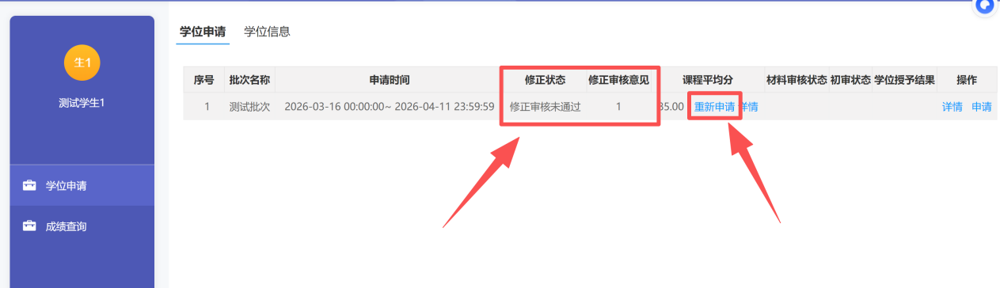 学位申请 学位信息
生1
测试学生1
学位申请
成绩查询
序号 批次名称 申请时间 修正状态 修正审核意见 课程平均分 材料审核状态 初审状态 学位授予结果 操作
1 测试批次 2026-03-16 00:00:00~ 2026-04-11 23:59:59 修正审核未通过 1 85.00 重新申请 详情 详情 申请